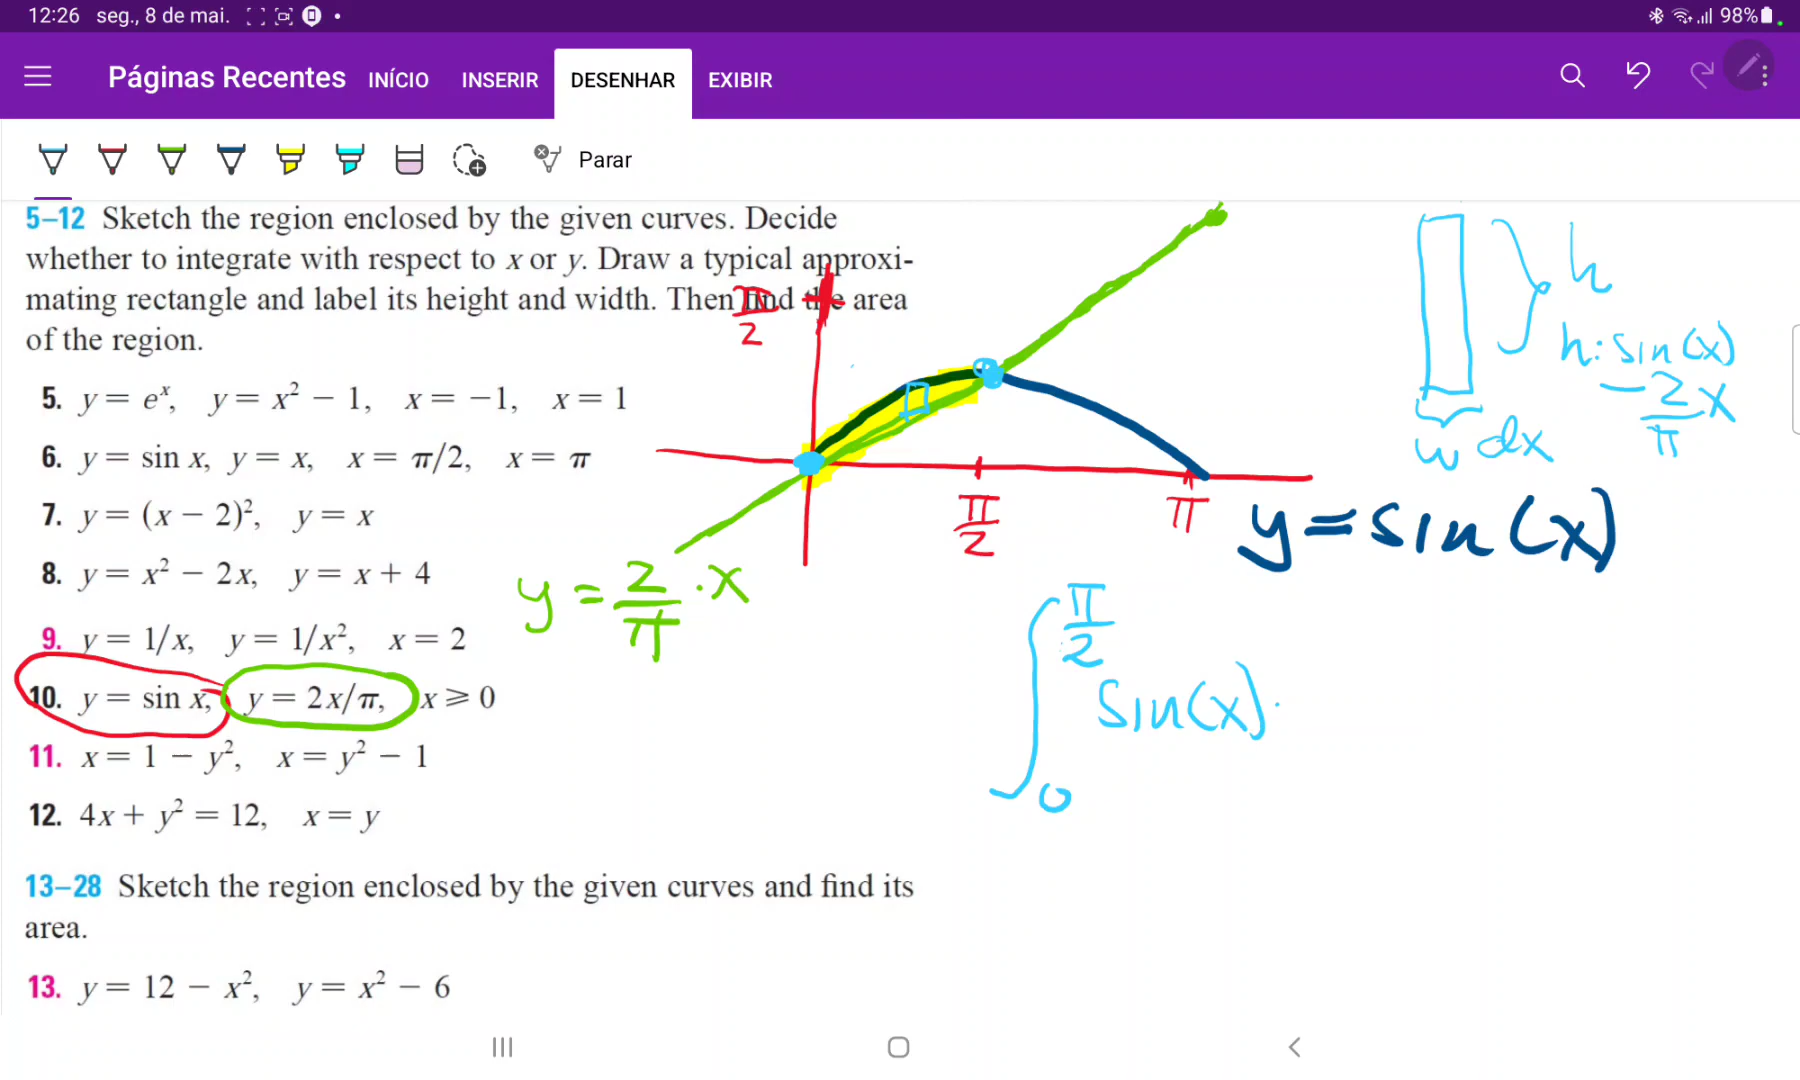 12:26 seg., 8 de mai.
98%
Páginas Recentes INÍCIO INSERIR DESENHAR EXIBIR
Parar
5–12 Sketch the region enclosed by the given curves. Decide
whether to integrate with respect to x or y. Draw a typical approxi-
mating rectangle and label its height and width. Then find the area
of the region.
5. y = eˣ, y = x² − 1, x = −1, x = 1
6. y = sin x, y = x, x = π/2, x = π
7. y = (x − 2)², y = x
8. y = x² − 2x, y = x + 4
9. y = 1/x, y = 1/x², x = 2
10. y = sin x, y = 2x/π, x ⩾ 0
11. x = 1 − y², x = y² − 1
12. 4x + y² = 12, x = y
13–28 Sketch the region enclosed by the given curves and find its
area.
13. y = 12 − x², y = x² − 6
π/2
π/2
π
y = 2/π · x
y = sin(x)
h
h: sin(x)
− 2/π x
w dx
∫₀^(π/2) sin(x) ·